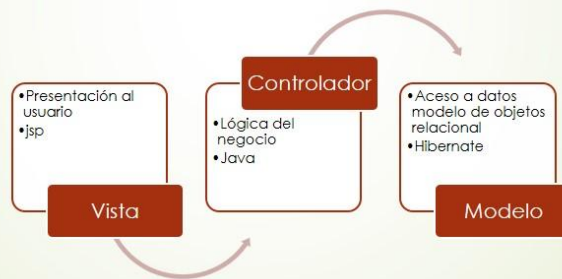 •Presentación al
usuario
•jsp
Vista
Controlador
•Lógica del
negocio
•Java
•Aceso a datos
modelo de objetos
relacional
•Hibernate
Modelo